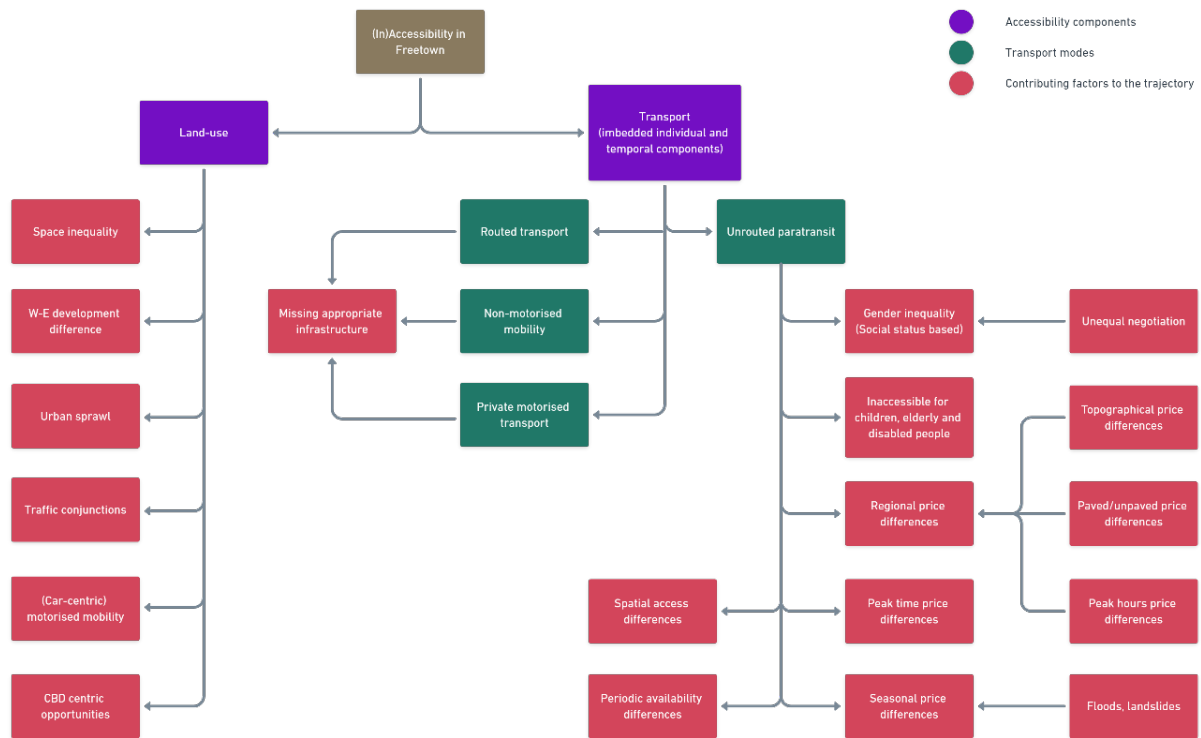 (In)Accessibility in
Freetown
Accessibility components
Transport modes
Contributing factors to the trajectory
Land-use
Transport
(imbedded individual and
temporal components)
Space inequality
Routed transport
Unrouted paratransit
W-E development
difference
Missing appropriate
infrastructure
Non-motorised
mobility
Gender inequality
(Social status based)
Unequal negotiation
Urban sprawl
Private motorised
transport
Inaccessible for
children, elderly and
disabled people
Topographical price
differences
Traffic conjunctions
Regional price
differences
Paved/unpaved price
differences
(Car-centric)
motorised mobility
Spatial access
differences
Peak time price
differences
Peak hours price
differences
CBD centric
opportunities
Periodic availability
differences
Seasonal price
differences
Floods, landslides